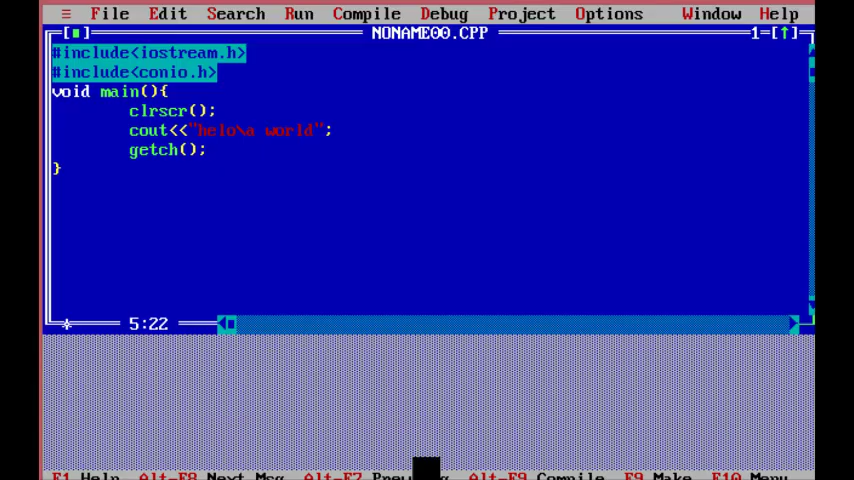 ≡ File Edit Search Run Compile Debug Project Options Window Help
[■] NONAME00.CPP 1=[↑]
#include<iostream.h>
#include<conio.h>
void main(){
clrscr();
cout<<"helo\a world";
getch();
}
5:22
F1 Help Alt-F8 Next Msg Alt-F7 Prev Alt-F9 Compile F9 Make F10 Menu